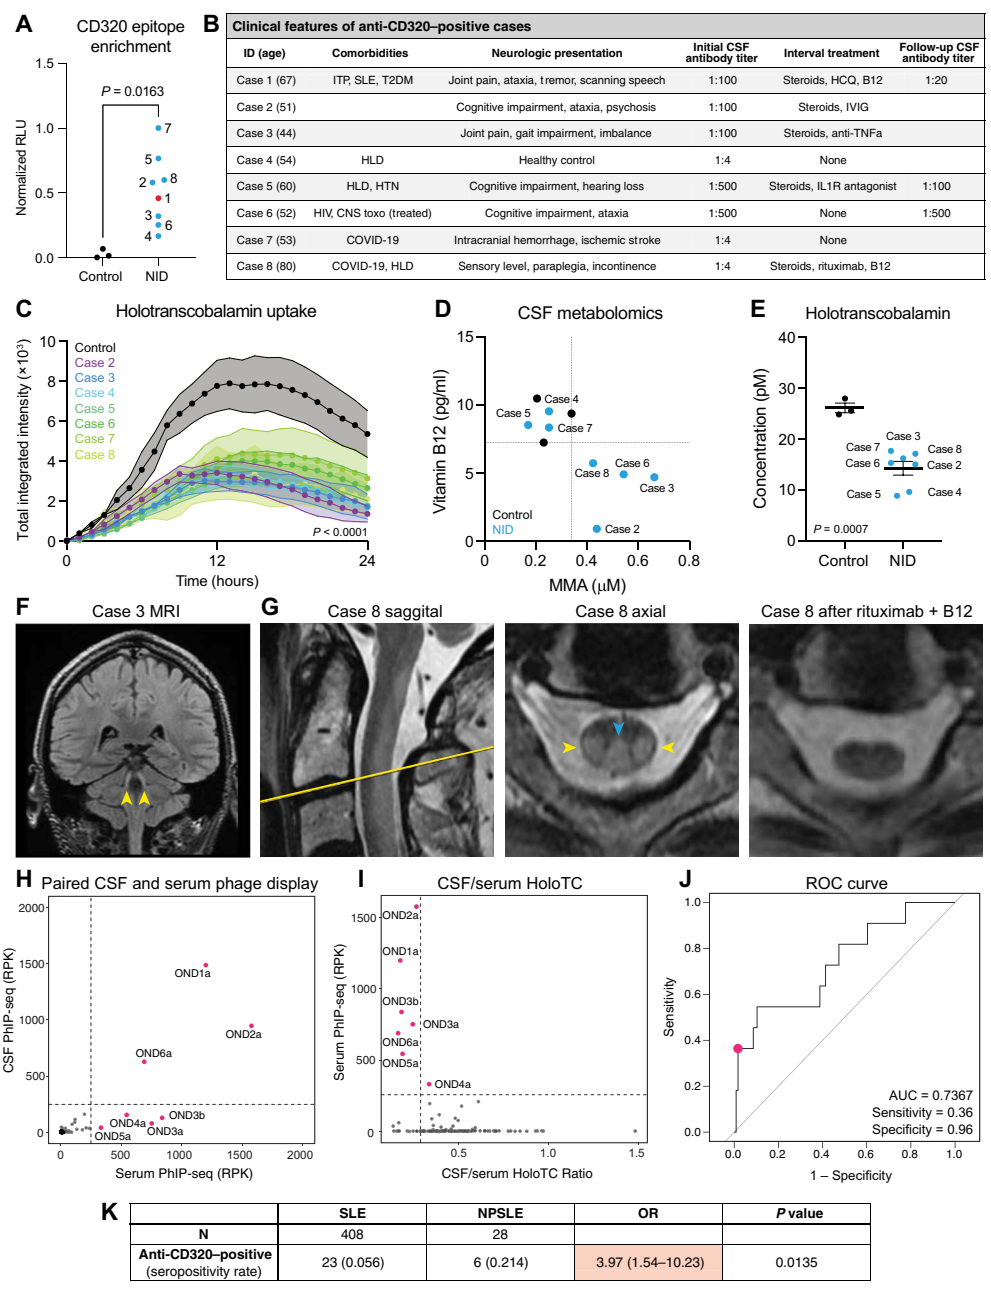 A
CD320 epitope
enrichment
Normalized RLU
1.5
1.0
0.5
0.0
P = 0.0163
7
5
2
8
1
3
6
4
Control
NID
B
Clinical features of anti-CD320–positive cases
ID (age) Comorbidities Neurologic presentation Initial CSF antibody titer Interval treatment Follow-up CSF antibody titer
Case 1 (67) ITP, SLE, T2DM Joint pain, ataxia, tremor, scanning speech 1:100 Steroids, HCQ, B12 1:20
Case 2 (51) Cognitive impairment, ataxia, psychosis 1:100 Steroids, IVIG
Case 3 (44) Joint pain, gait impairment, imbalance 1:100 Steroids, anti-TNFa
Case 4 (54) HLD Healthy control 1:4 None
Case 5 (60) HLD, HTN Cognitive impairment, hearing loss 1:500 Steroids, IL1R antagonist 1:100
Case 6 (52) HIV, CNS toxo (treated) Cognitive impairment, ataxia 1:500 None 1:500
Case 7 (53) COVID-19 Intracranial hemorrhage, ischemic stroke 1:4 None
Case 8 (80) COVID-19, HLD Sensory level, paraplegia, incontinence 1:4 Steroids, rituximab, B12
C
Holotranscobalamin uptake
Total Integrated intensity (×10³)
10
8
6
4
2
0
Control
Case 2
Case 3
Case 4
Case 5
Case 6
Case 7
Case 8
P < 0.0001
0
12
24
Time (hours)
D
CSF metabolomics
Vitamin B12 (pg/ml)
15
10
5
0
Case 4
Case 5
Case 7
Case 6
Case 8
Case 3
Case 2
Control
NID
0
0.2
0.4
0.6
0.8
MMA (μM)
E
Holotranscobalamin
Concentration (pM)
40
30
20
10
0
Case 3
Case 7
Case 8
Case 6
Case 2
Case 5
Case 4
P = 0.0007
Control
NID
F
Case 3 MRI
G
Case 8 saggital
Case 8 axial
Case 8 after rituximab + B12
H
Paired CSF and serum phage display
CSF PhIP-seq (RPK)
2000
1500
1000
500
0
OND1a
OND2a
OND6a
OND3b
OND4a
OND3a
OND5a
0
500
1000
1500
2000
Serum PhIP-seq (RPK)
I
CSF/serum HoloTC
Serum PhIP-seq (RPK)
1500
1000
500
0
OND2a
OND1a
OND3b
OND3a
OND6a
OND5a
OND4a
0.5
1.0
1.5
CSF/serum HoloTC Ratio
J
ROC curve
Sensitivity
1.0
0.8
0.6
0.4
0.2
0.0
AUC = 0.7367
Sensitivity = 0.36
Specificity = 0.96
0.0
0.2
0.4
0.6
0.8
1.0
1 – Specificity
K
SLE NPSLE OR P value
N 408 28
Anti-CD320–positive (seropositivity rate) 23 (0.056) 6 (0.214) 3.97 (1.54–10.23) 0.0135